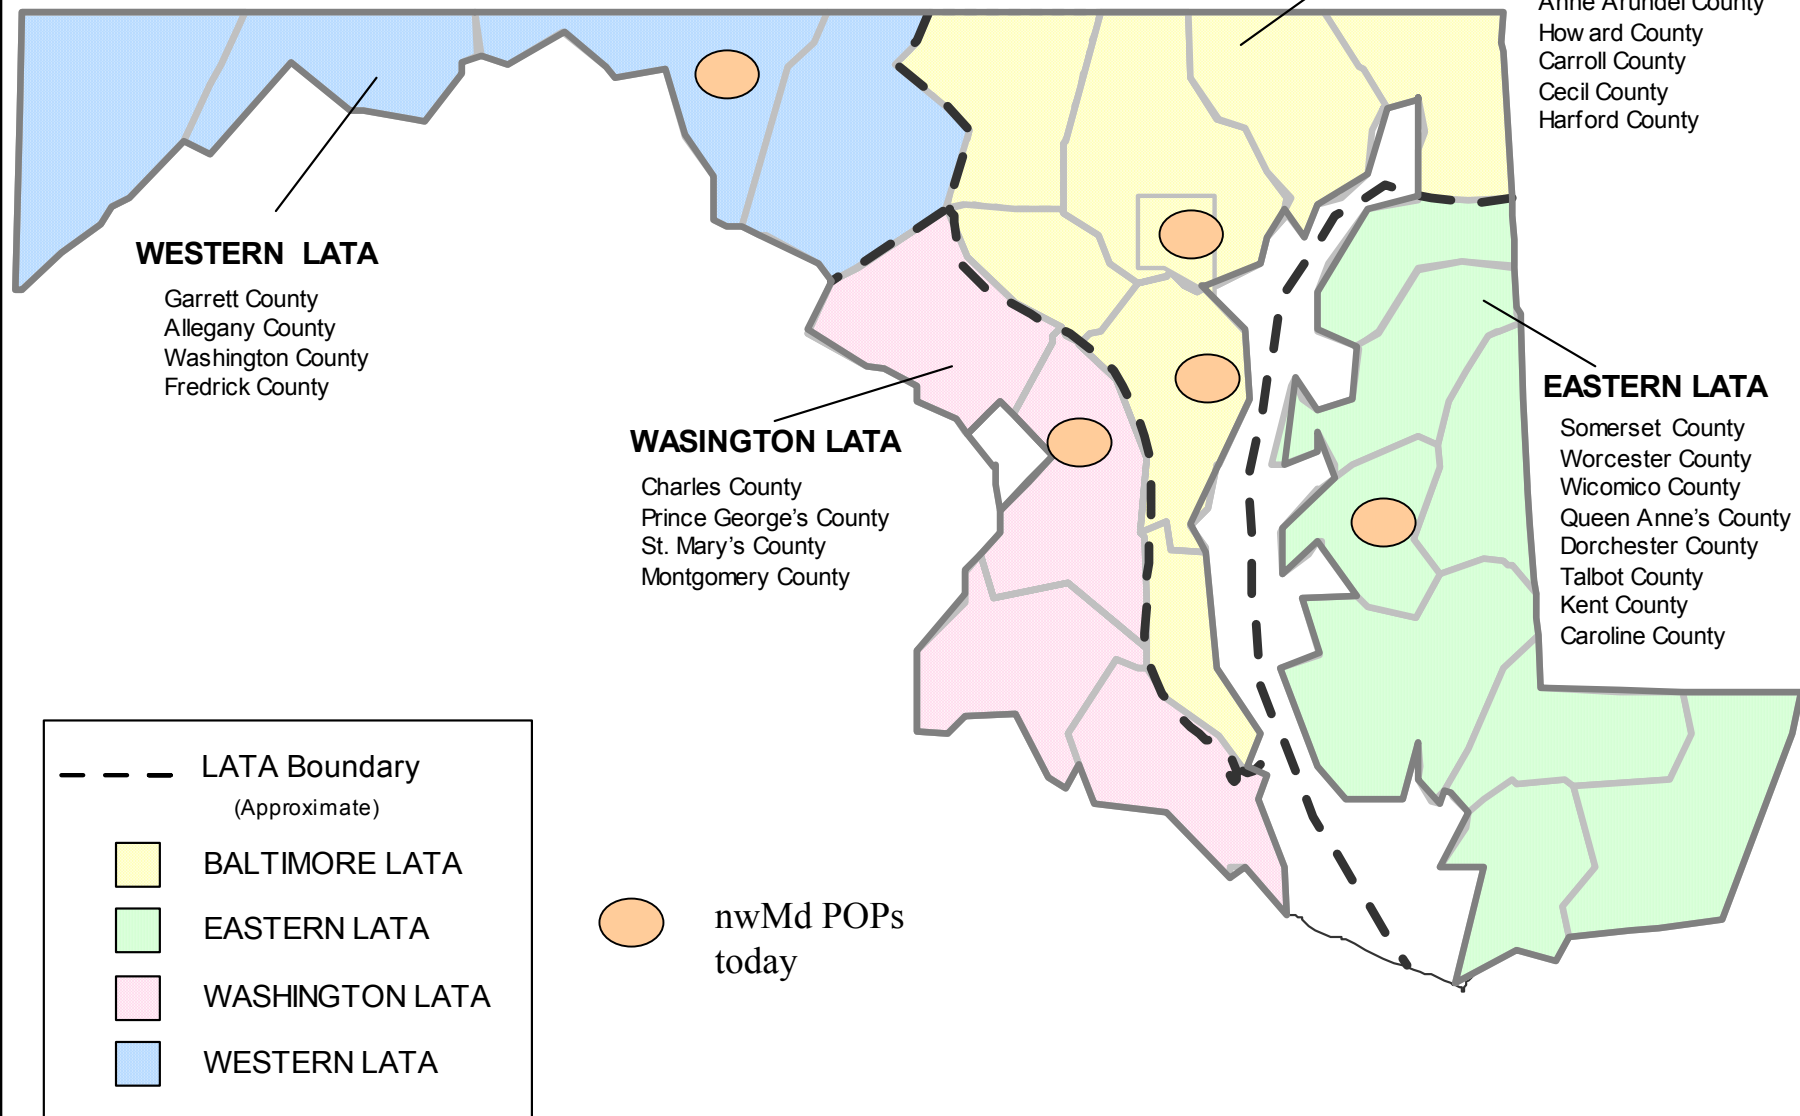 Anne Arundel County
Howard County
Carroll County
Cecil County
Harford County
WESTERN LATA
Garrett County
Allegany County
Washington County
Fredrick County
WASINGTON LATA
Charles County
Prince George's County
St. Mary's County
Montgomery County
EASTERN LATA
Somerset County
Worcester County
Wicomico County
Queen Anne's County
Dorchester County
Talbot County
Kent County
Caroline County
LATA Boundary
(Approximate)
BALTIMORE LATA
EASTERN LATA
WASHINGTON LATA
WESTERN LATA
nwMd POPs
today